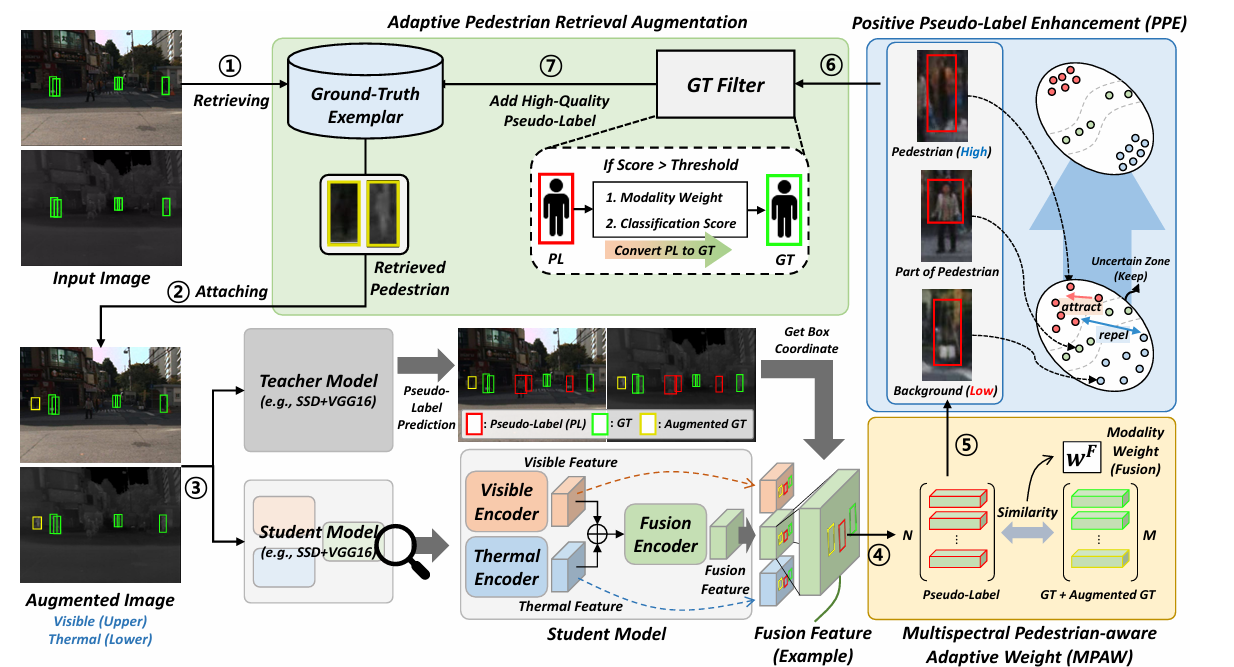 Adaptive Pedestrian Retrieval Augmentation
Positive Pseudo-Label Enhancement (PPE)
①
Retrieving
Ground-Truth
Exemplar
⑦
Add High-Quality
Pseudo-Label
GT Filter
⑥
If Score > Threshold
1. Modality Weight
2. Classification Score
Convert PL to GT
PL
GT
Retrieved
Pedestrian
Input Image
② Attaching
Pedestrian (High)
Part of Pedestrian
Background (Low)
Uncertain Zone
(Keep)
attract
repel
Teacher Model
(e.g., SSD+VGG16)
Pseudo-
Label
Prediction
: Pseudo-Label (PL)
: GT
: Augmented GT
Get Box
Coordinate
③
Student Model
(e.g., SSD+VGG16)
Augmented Image
Visible (Upper)
Thermal (Lower)
Visible Feature
Visible
Encoder
Thermal
Encoder
Thermal Feature
Fusion
Encoder
Fusion
Feature
Student Model
Fusion Feature
(Example)
④
⑤
wF
Modality
Weight
(Fusion)
N
Similarity
M
Pseudo-Label
GT + Augmented GT
Multispectral Pedestrian-aware
Adaptive Weight (MPAW)